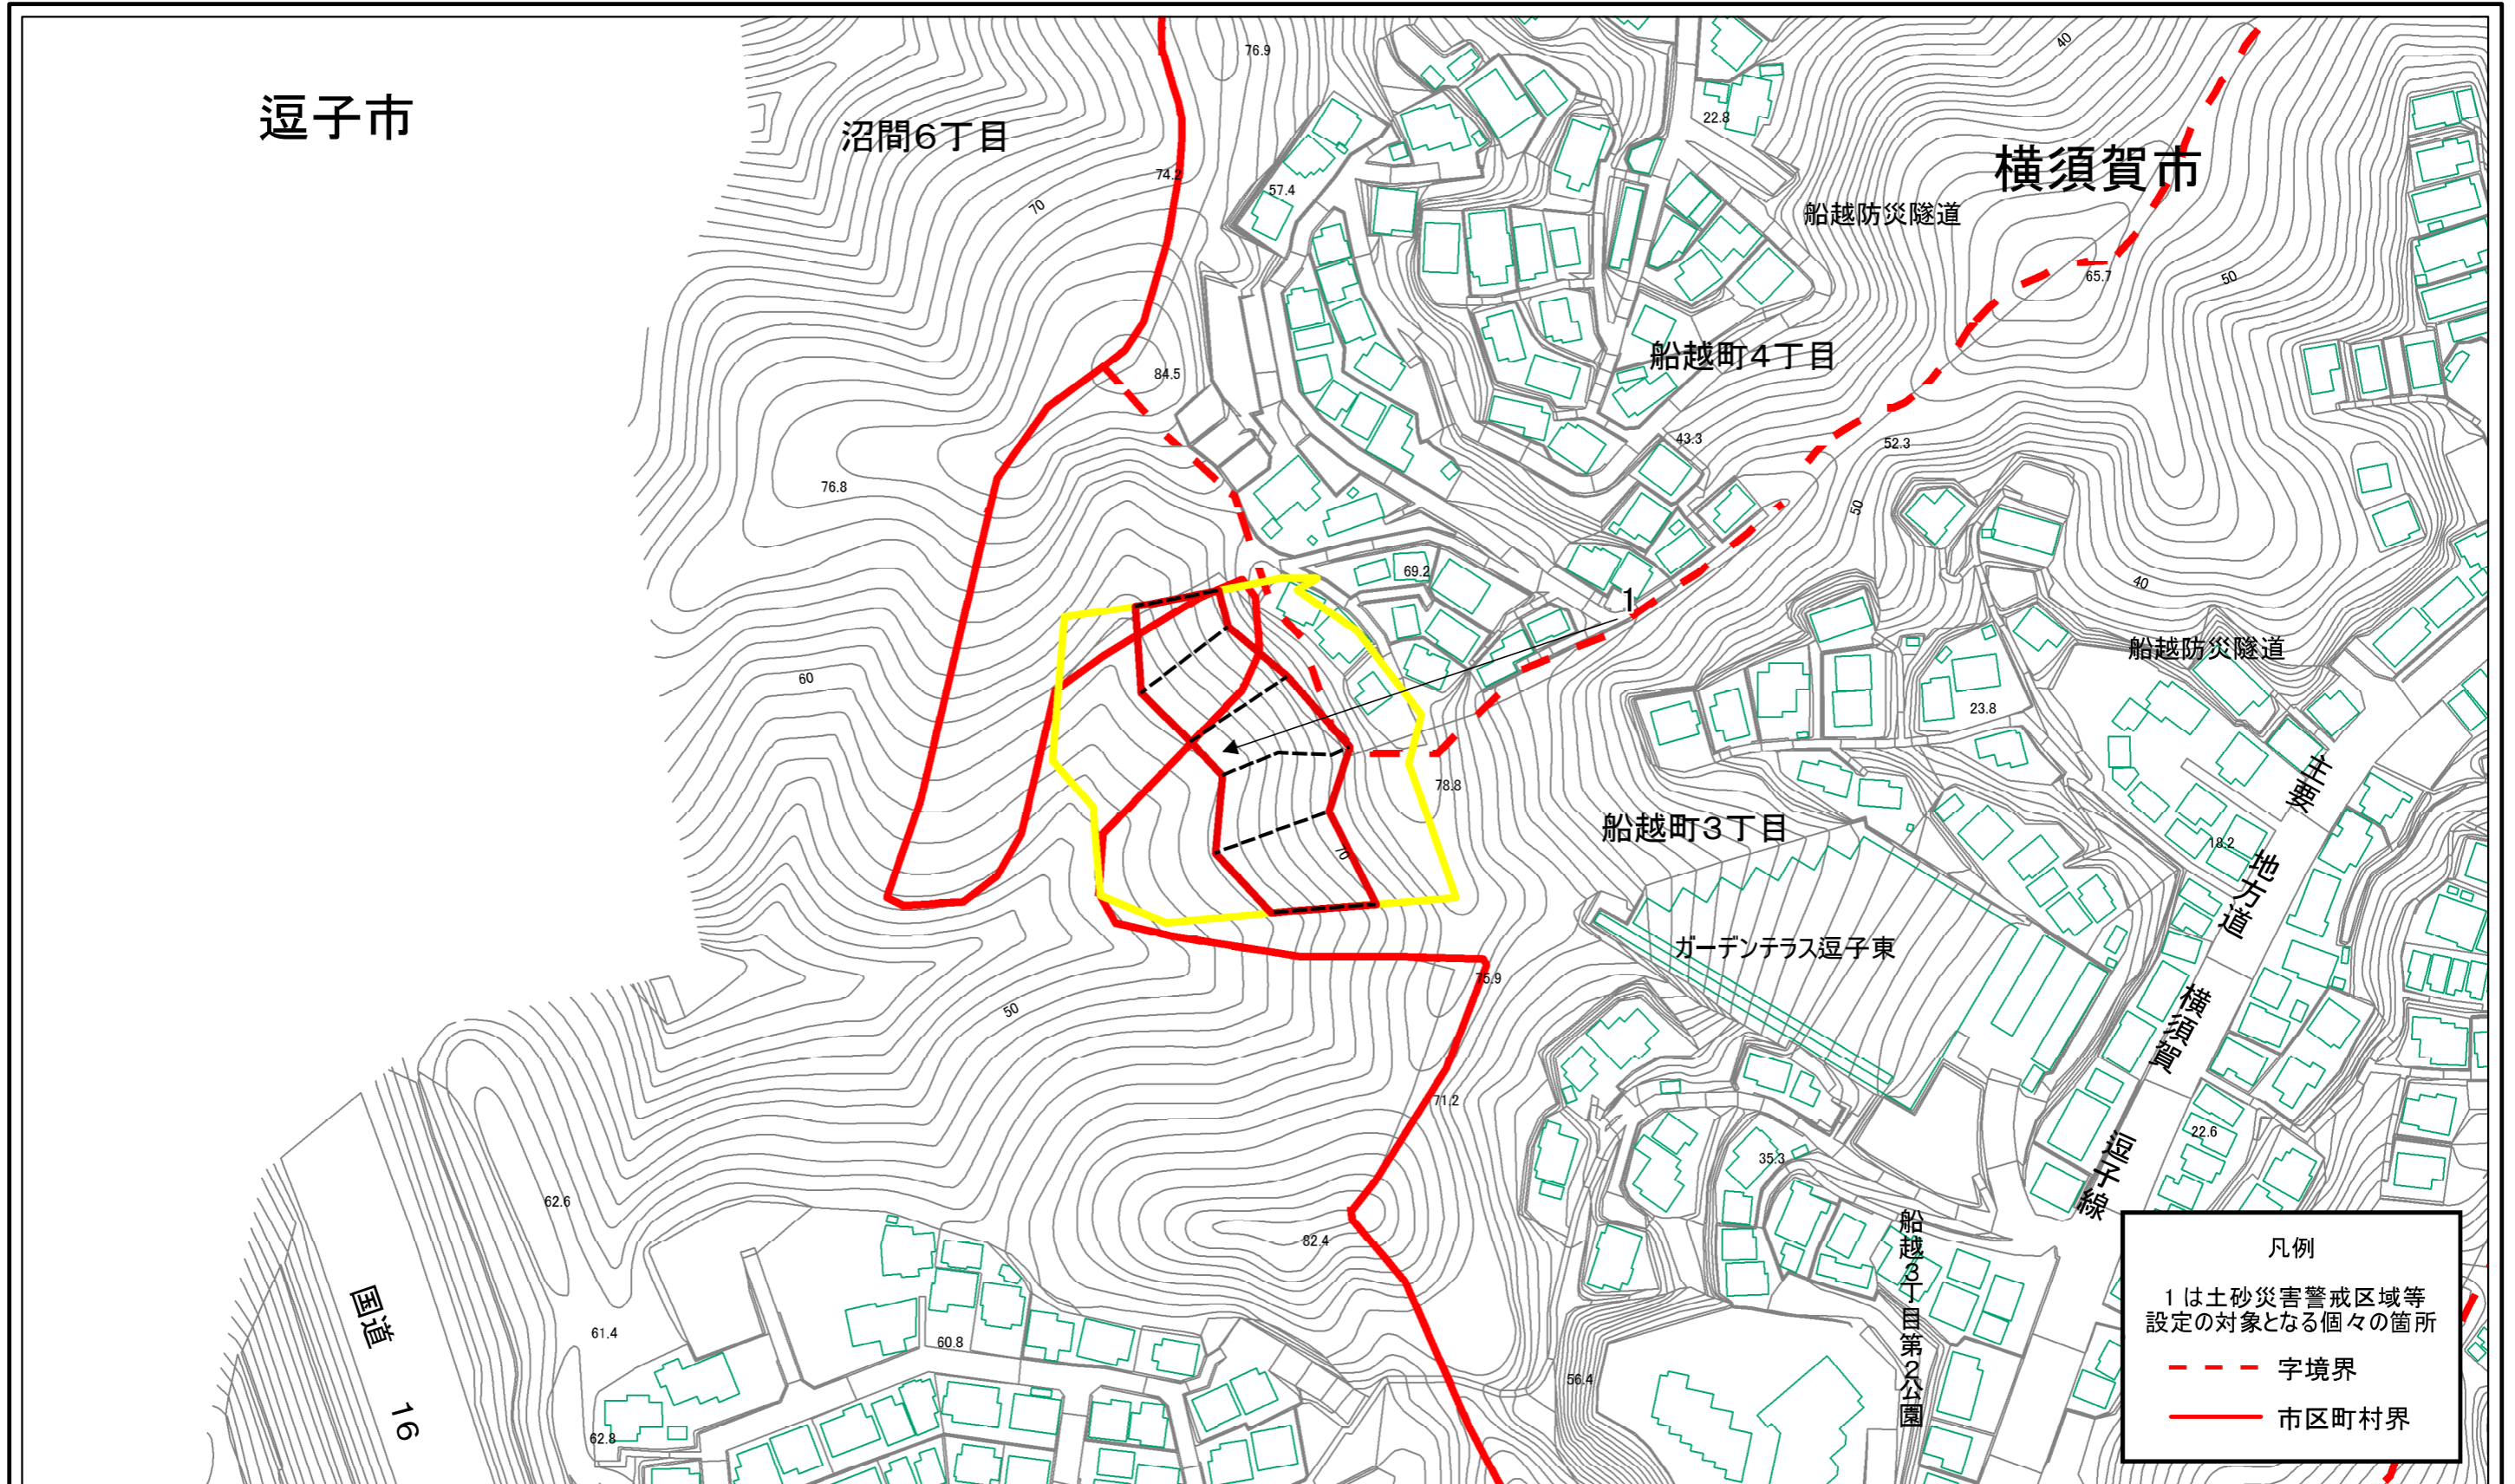 逗子市
沼間6丁目
76.9
40
22.8
横須賀市
74.2
70
57.4
船越防災隧道
65.7
50
84.5
船越町4丁目
76.8
43.3
52.3
50
69.2
1
40
60
船越防災隧道
23.8
78.8
船越町3丁目
70
主要
地方道
横須賀
逗子線
18.2
ガーデンテラス逗子東
75.9
50
71.2
22.6
35.3
62.6
82.4
船越3丁目第2公園
国道
16
61.4
60.8
56.4
62.8
凡例
1は土砂災害警戒区域等
設定の対象となる個々の箇所
字境界
市区町村界